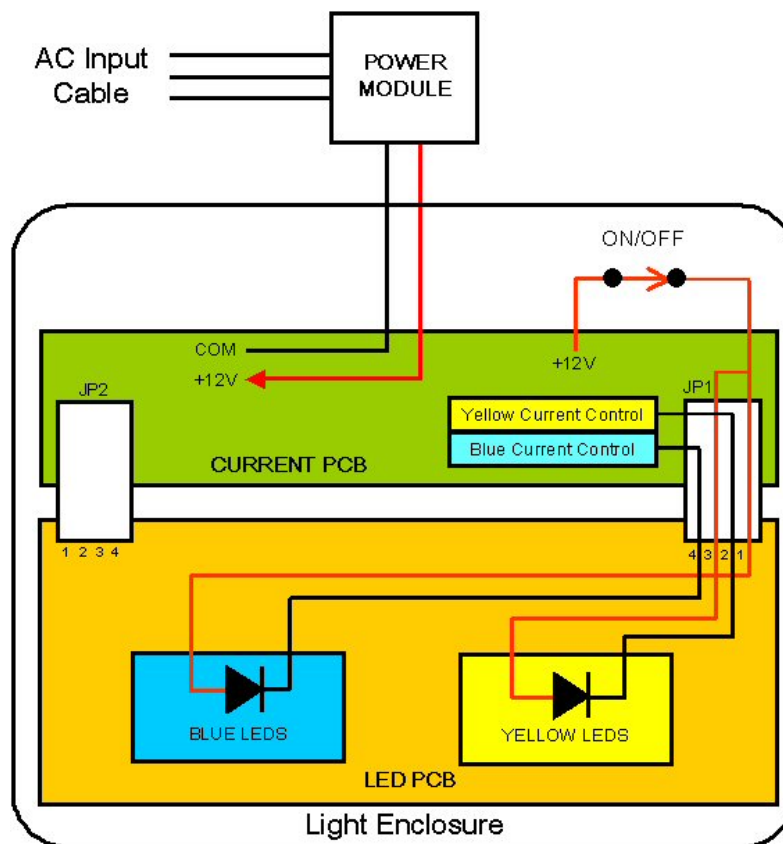 AC Input
Cable
POWER
MODULE
ON/OFF
COM
+12V
+12V
JP2
JP1
Yellow Current Control
Blue Current Control
CURRENT PCB
1 2 3 4
4 3 2 1
BLUE LEDS
YELLOW LEDS
LED PCB
Light Enclosure